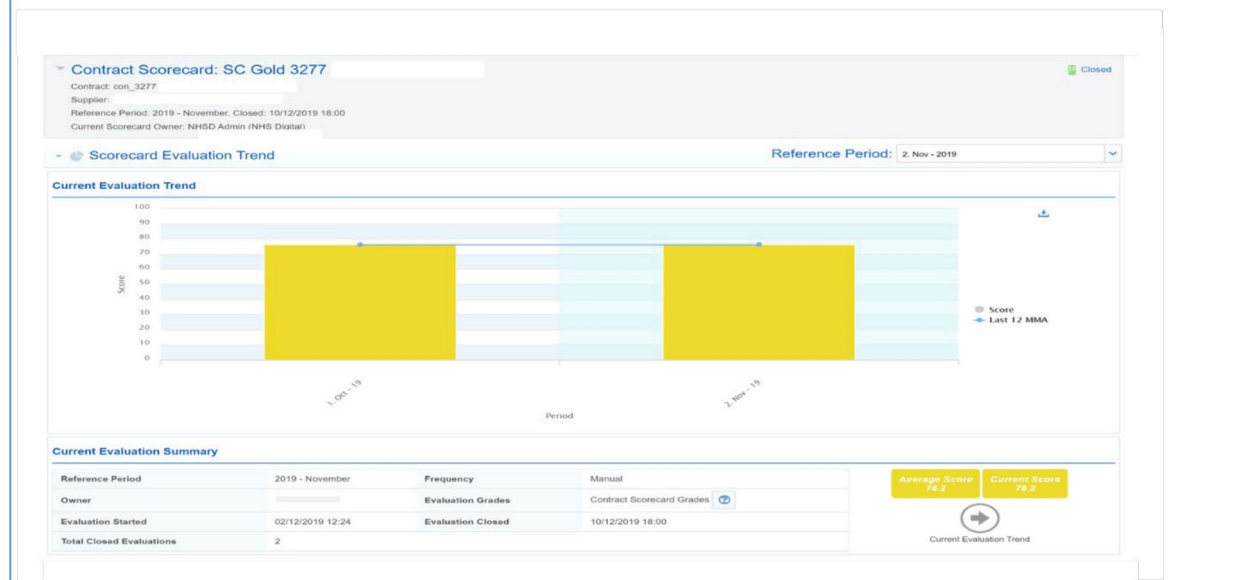 Contract Scorecard: SC Gold 3277
Closed
Contract: con_3277
Supplier:
Reference Period: 2019 - November, Closed: 10/12/2019 18:00
Current Scorecard Owner: NHSD Admin (NHS Digital)
Scorecard Evaluation Trend
Reference Period: 2. Nov - 2019
Current Evaluation Trend
100
90
80
70
60
50
40
30
20
10
0
Score
Score
Last 12 MMA
1. Oct - 19
2. Nov - 19
Period
Current Evaluation Summary
Reference Period 2019 - November Frequency Manual
Owner Evaluation Grades Contract Scorecard Grades ?
Evaluation Started 02/12/2019 12:24 Evaluation Closed 10/12/2019 18:00
Total Closed Evaluations 2
Average Score
76.2
Current Score
76.2
Current Evaluation Trend